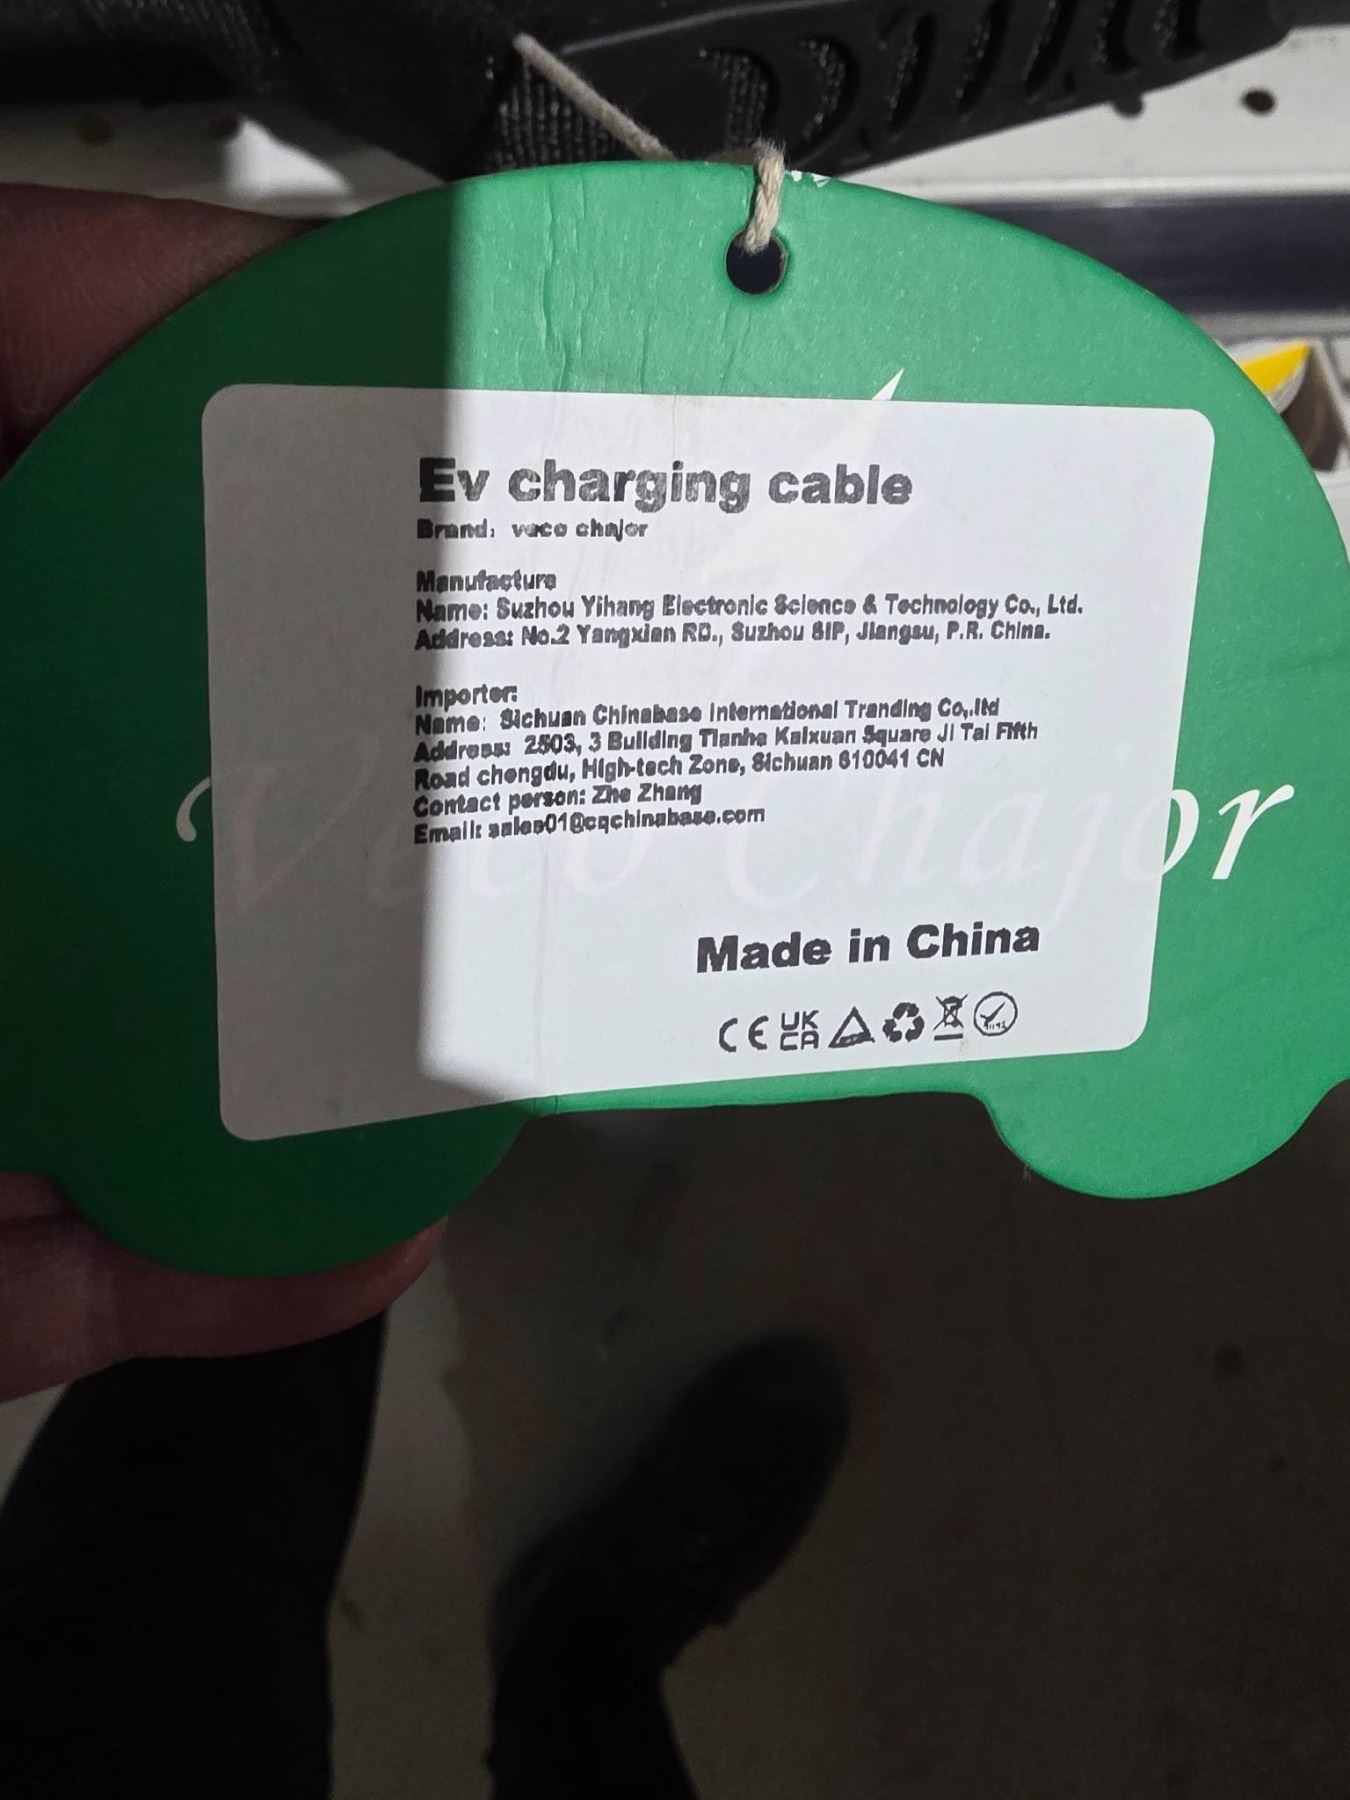 Ev charging cable
Brand: veco chajor
Manufacture
Name: Suzhou Yihang Electronic Science & Technology Co., Ltd.
Address: No.2 Yangxian RD., Suzhou SIP, Jiangsu, P.R. China.
Importer:
Name: Sichuan Chinabase International Tranding Co,.ltd
Address: 2503, 3 Building Tianhe Kaixuan Square Ji Tai Fifth
Road chengdu, High-tech Zone, Sichuan 610041 CN
Contact person: Zhe Zhang
Email: sales01@cqchinabase.com
Veco Chajor
Made in China
CE UK CA